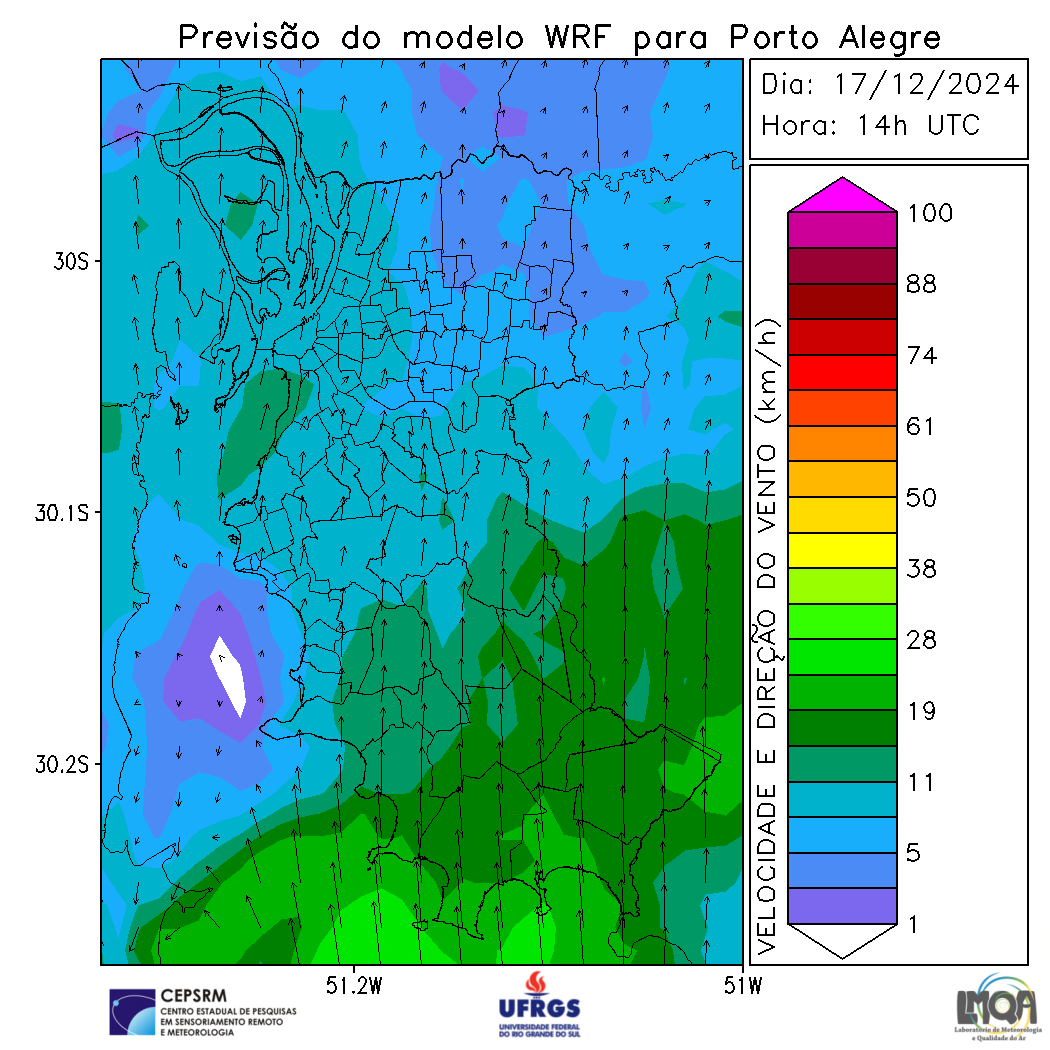 Previsão do modelo WRF para Porto Alegre
Dia: 17/12/2024
Hora: 14h UTC
30S
30.1S
30.2S
51.2W
51W
VELOCIDADE E DIREÇÃO DO VENTO (km/h)
100
88
74
61
50
38
28
19
11
5
1
CEPSRM
CENTRO ESTADUAL DE PESQUISAS
EM SENSORIAMENTO REMOTO
E METEOROLOGIA
UFRGS
UNIVERSIDADE FEDERAL
DO RIO GRANDE DO SUL
LMQA
Laboratório de Meteorologia
e Qualidade do Ar